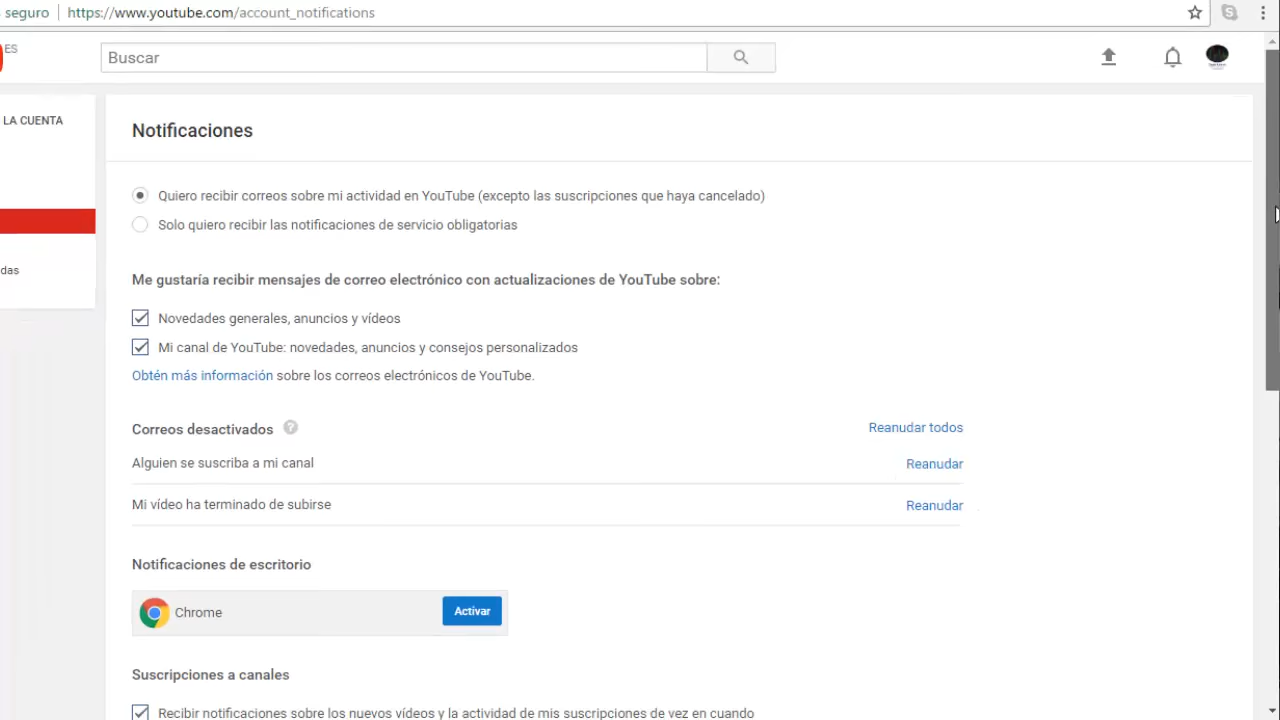 seguro https://www.youtube.com/account_notifications
ES
Buscar
LA CUENTA
Notificaciones
Quiero recibir correos sobre mi actividad en YouTube (excepto las suscripciones que haya cancelado)
Solo quiero recibir las notificaciones de servicio obligatorias
das
Me gustaría recibir mensajes de correo electrónico con actualizaciones de YouTube sobre:
Novedades generales, anuncios y vídeos
Mi canal de YouTube: novedades, anuncios y consejos personalizados
Obtén más información sobre los correos electrónicos de YouTube.
Correos desactivados ? Reanudar todos
Alguien se suscriba a mi canal Reanudar
Mi vídeo ha terminado de subirse Reanudar
Notificaciones de escritorio
Chrome Activar
Suscripciones a canales
Recibir notificaciones sobre los nuevos vídeos y la actividad de mis suscripciones de vez en cuando